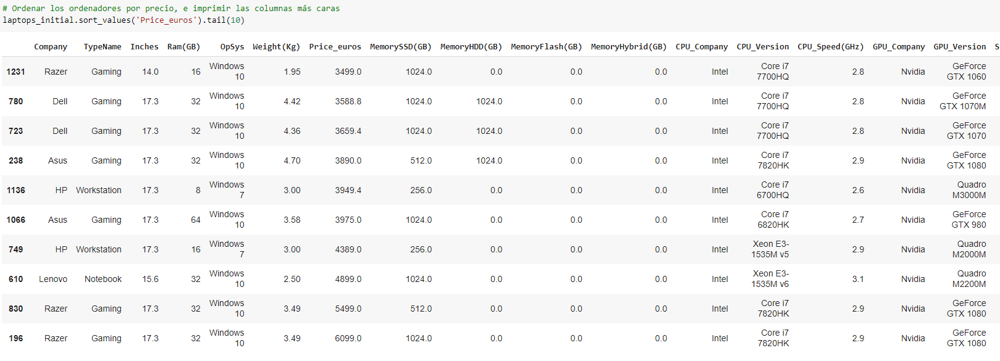 # Ordenar los ordenadores por precio, e imprimir las columnas más caras
laptops_initial.sort_values('Price_euros').tail(10)
Company TypeName Inches Ram(GB) OpSys Weight(Kg) Price_euros MemorySSD(GB) MemoryHDD(GB) MemoryFlash(GB) MemoryHybrid(GB) CPU_Company CPU_Version CPU_Speed(GHz) GPU_Company GPU_Version S
1231 Razer Gaming 14.0 16 Windows 10 1.95 3499.0 1024.0 0.0 0.0 0.0 Intel Core i7 7700HQ 2.8 Nvidia GeForce GTX 1060
780 Dell Gaming 17.3 32 Windows 10 4.42 3588.8 1024.0 1024.0 0.0 0.0 Intel Core i7 7700HQ 2.8 Nvidia GeForce GTX 1070M
723 Dell Gaming 17.3 32 Windows 10 4.36 3659.4 1024.0 1024.0 0.0 0.0 Intel Core i7 7700HQ 2.8 Nvidia GeForce GTX 1070
238 Asus Gaming 17.3 32 Windows 10 4.70 3890.0 512.0 1024.0 0.0 0.0 Intel Core i7 7820HK 2.9 Nvidia GeForce GTX 1080
1136 HP Workstation 17.3 8 Windows 7 3.00 3949.4 256.0 0.0 0.0 0.0 Intel Core i7 6700HQ 2.6 Nvidia Quadro M3000M
1066 Asus Gaming 17.3 64 Windows 10 3.58 3975.0 1024.0 0.0 0.0 0.0 Intel Core i7 6820HK 2.7 Nvidia GeForce GTX 980
749 HP Workstation 17.3 16 Windows 7 3.00 4389.0 256.0 0.0 0.0 0.0 Intel Xeon E3-1535M v5 2.9 Nvidia Quadro M2000M
610 Lenovo Notebook 15.6 32 Windows 10 2.50 4899.0 1024.0 0.0 0.0 0.0 Intel Xeon E3-1535M v6 3.1 Nvidia Quadro M2200M
830 Razer Gaming 17.3 32 Windows 10 3.49 5499.0 512.0 0.0 0.0 0.0 Intel Core i7 7820HK 2.9 Nvidia GeForce GTX 1080
196 Razer Gaming 17.3 32 Windows 10 3.49 6099.0 1024.0 0.0 0.0 0.0 Intel Core i7 7820HK 2.9 Nvidia GeForce GTX 1080